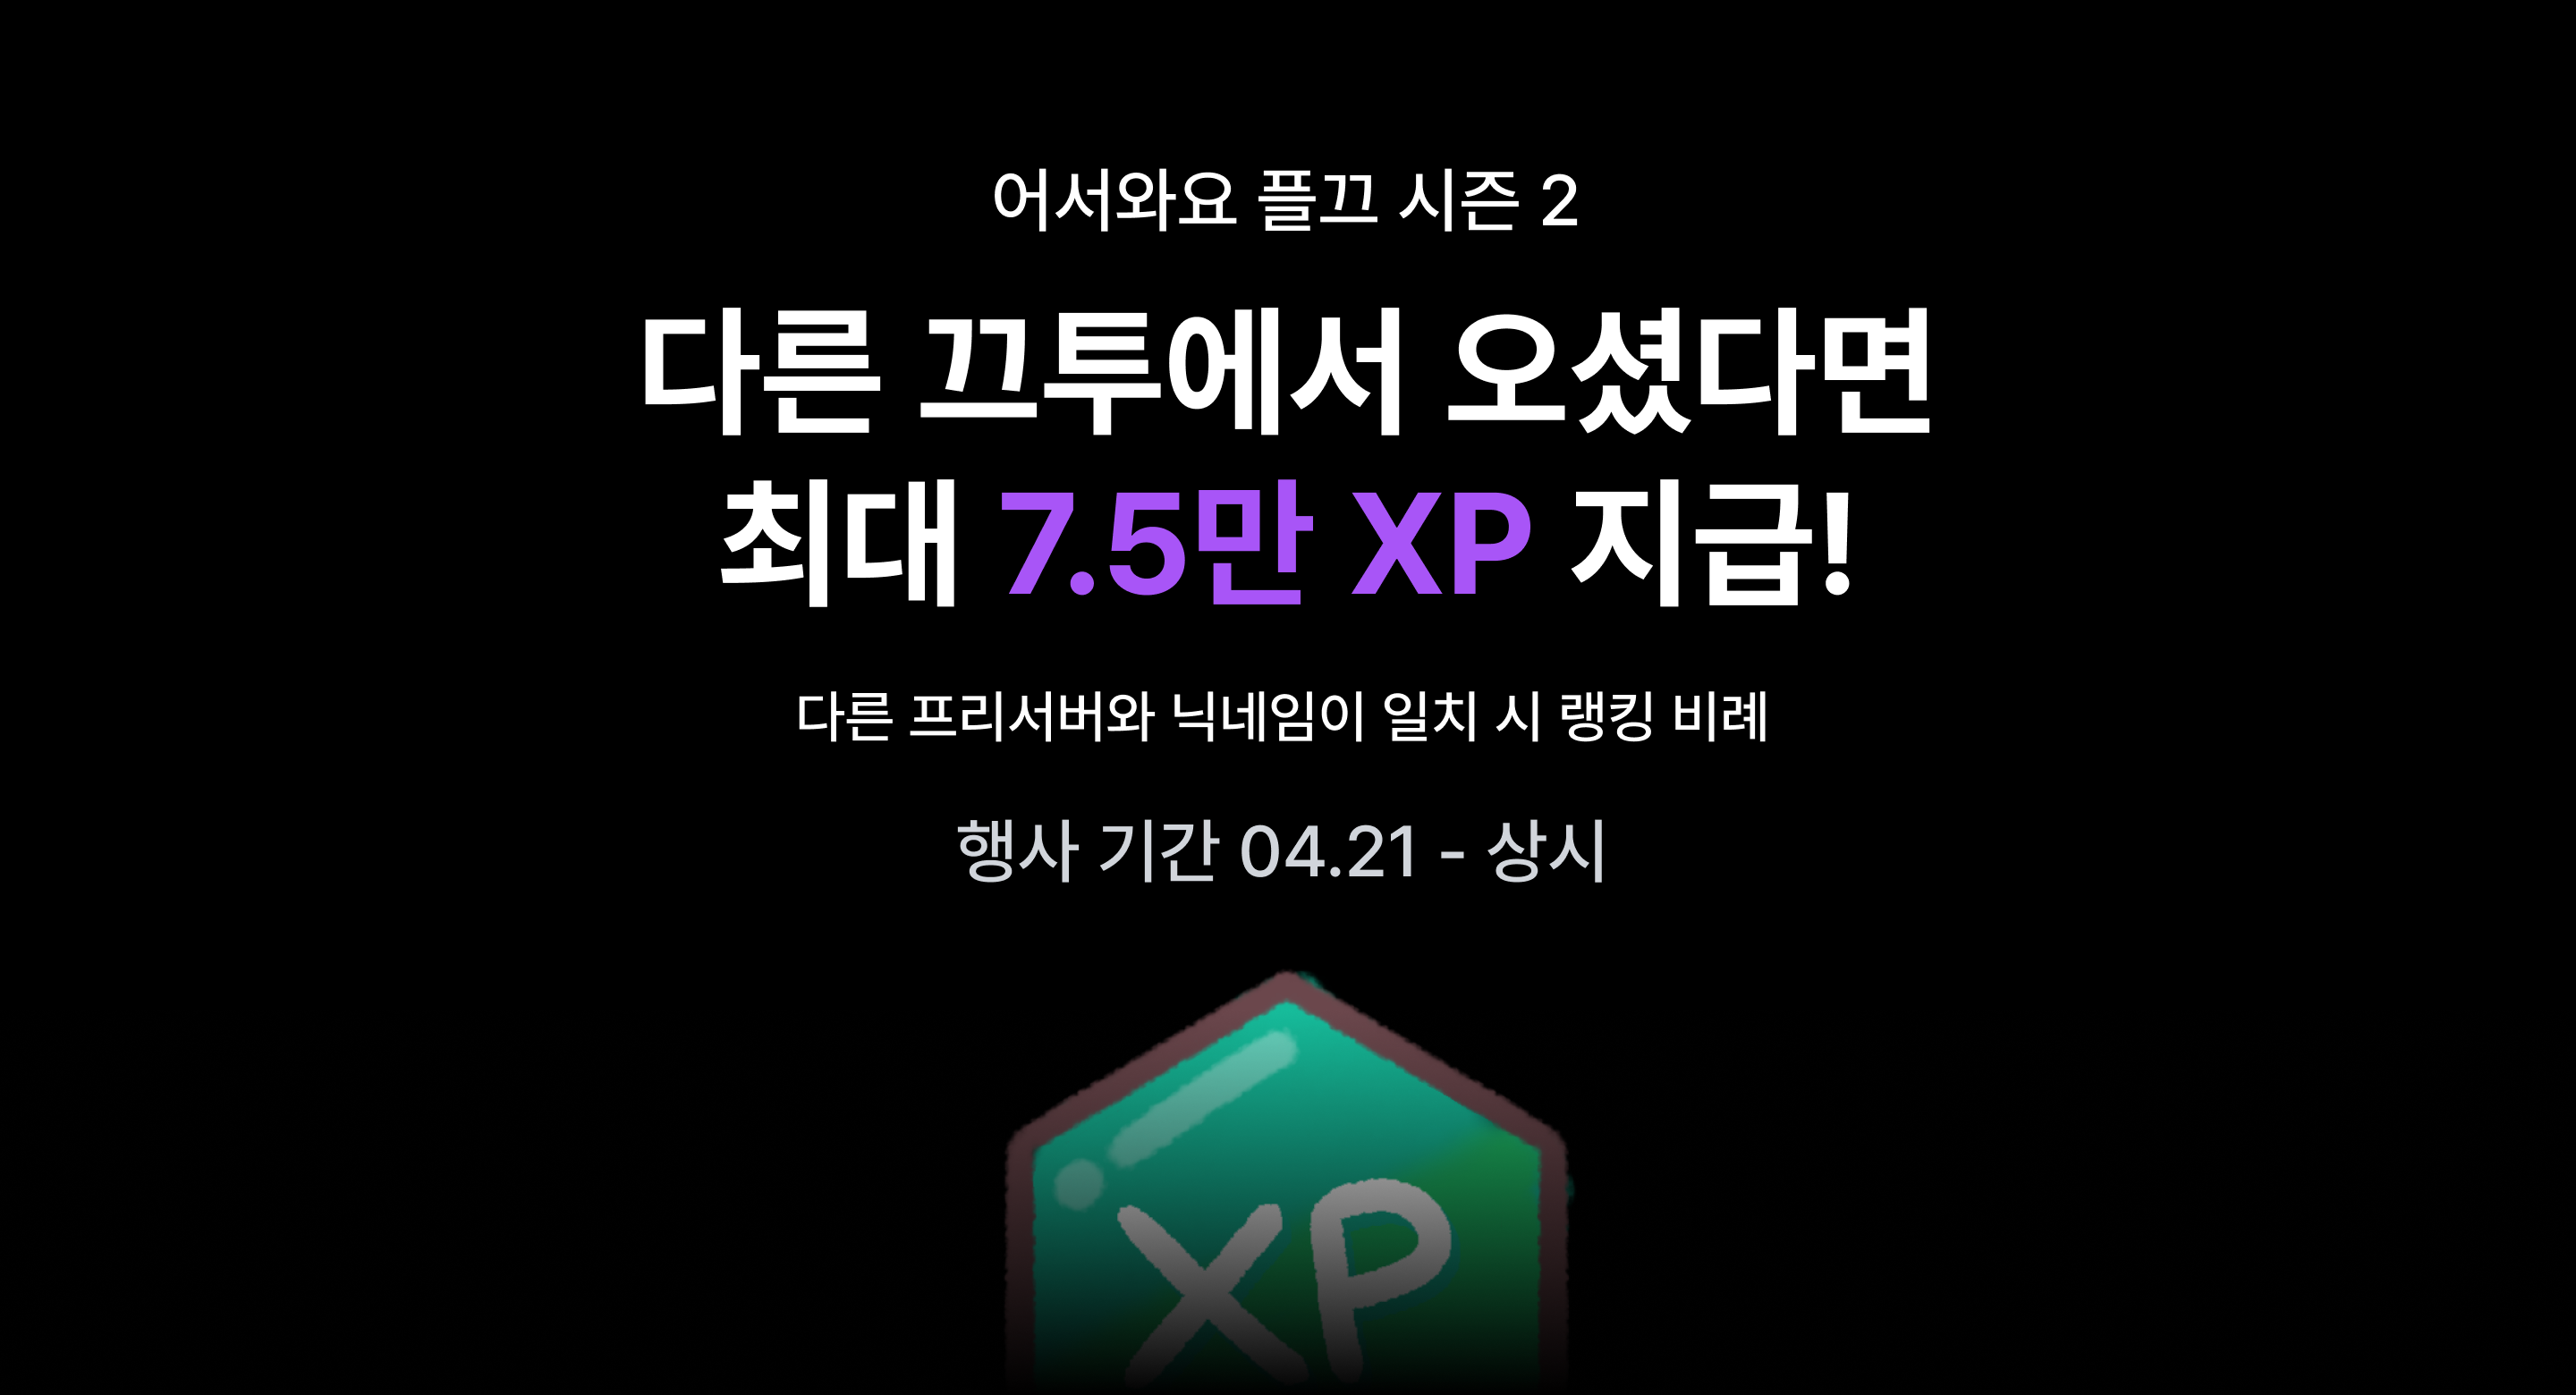 어서와요 플끄 시즌 2
다른 끄투에서 오셨다면
최대 7.5만 XP 지급!
다른 프리서버와 닉네임이 일치 시 랭킹 비례
행사 기간 04.21 - 상시
XP